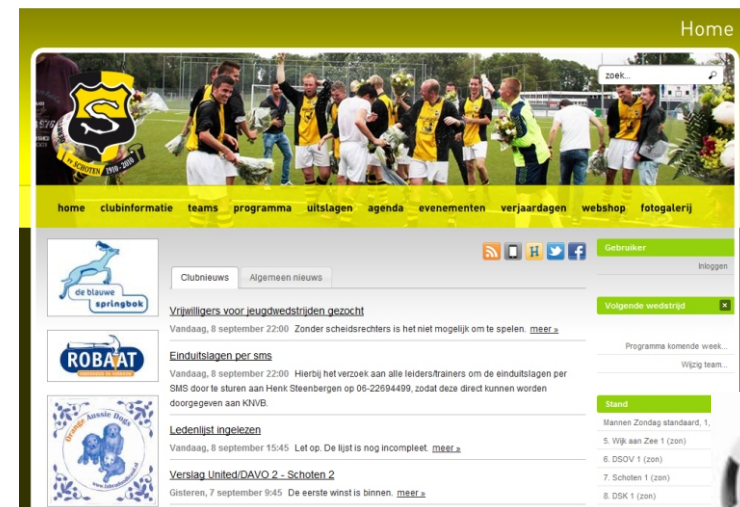 Home
zoek...
S
vv SCHOTEN 1910 - 2010
home clubinformatie teams programma uitslagen agenda evenementen verjaardagen webshop fotogalerij
de blauwe
springbok
ROBAAT
Orange Aussie Dogs
Clubnieuws Algemeen nieuws
Vrijwilligers voor jeugdwedstrijden gezocht
Vandaag, 8 september 22:00 Zonder scheidsrechters is het niet mogelijk om te spelen. meer »
Einduitslagen per sms
Vandaag, 8 september 22:00 Hierbij het verzoek aan alle leiders/trainers om de einduitslagen per
SMS door te sturen aan Henk Steenbergen op 06-22694499, zodat deze direct kunnen worden
doorgegeven aan KNVB.
Ledenlijst ingelezen
Vandaag, 8 september 15:45 Let op. De lijst is nog incompleet. meer »
Verslag United/DAVO 2 - Schoten 2
Gisteren, 7 september 9:45 De eerste winst is binnen. meer »
Gebruiker
Inloggen
Volgende wedstrijd
Programma komende week...
Wijzig team...
Stand
Mannen Zondag standaard, 1,
5. Wijk aan Zee 1 (zon)
6. DSOV 1 (zon)
7. Schoten 1 (zon)
8. DSK 1 (zon)